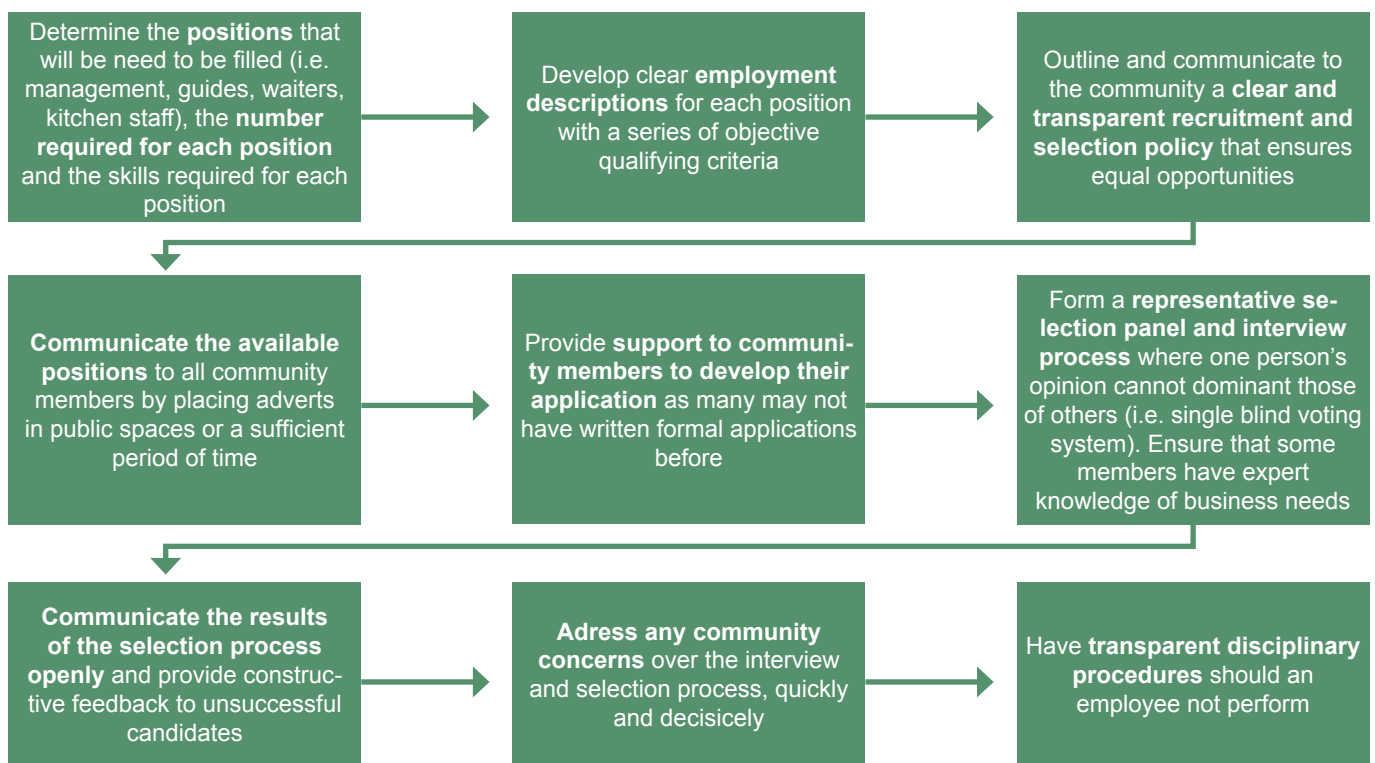 Determine the positions that
will be need to be filled (i.e.
management, guides, waiters,
kitchen staff), the number
required for each position
and the skills required for each
position
Develop clear employment
descriptions for each position
with a series of objective
qualifying criteria
Outline and communicate to
the community a clear and
transparent recruitment and
selection policy that ensures
equal opportunities
Communicate the available
positions to all community
members by placing adverts
in public spaces or a sufficient
period of time
Provide support to communi-
ty members to develop their
application as many may not
have written formal applications
before
Form a representative se-
lection panel and interview
process where one person’s
opinion cannot dominant those
of others (i.e. single blind voting
system). Ensure that some
members have expert
knowledge of business needs
Communicate the results
of the selection process
openly and provide construc-
tive feedback to unsuccessful
candidates
Adress any community
concerns over the interview
and selection process, quickly
and decisicely
Have transparent disciplinary
procedures should an
employee not perform